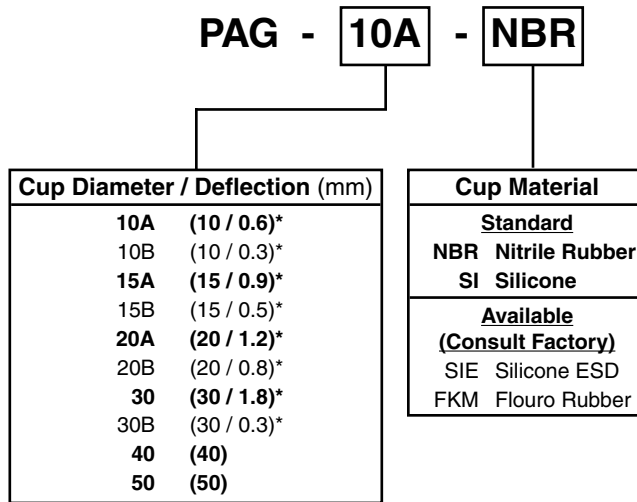 PAG - 10A - NBR
Cup Diameter / Deflection (mm)
10A (10 / 0.6)*
10B (10 / 0.3)*
15A (15 / 0.9)*
15B (15 / 0.5)*
20A (20 / 1.2)*
20B (20 / 0.8)*
30 (30 / 1.8)*
30B (30 / 0.3)*
40 (40)
50 (50)
Cup Material
Standard
NBR Nitrile Rubber
SI Silicone
Available
(Consult Factory)
SIE Silicone ESD
FKM Flouro Rubber